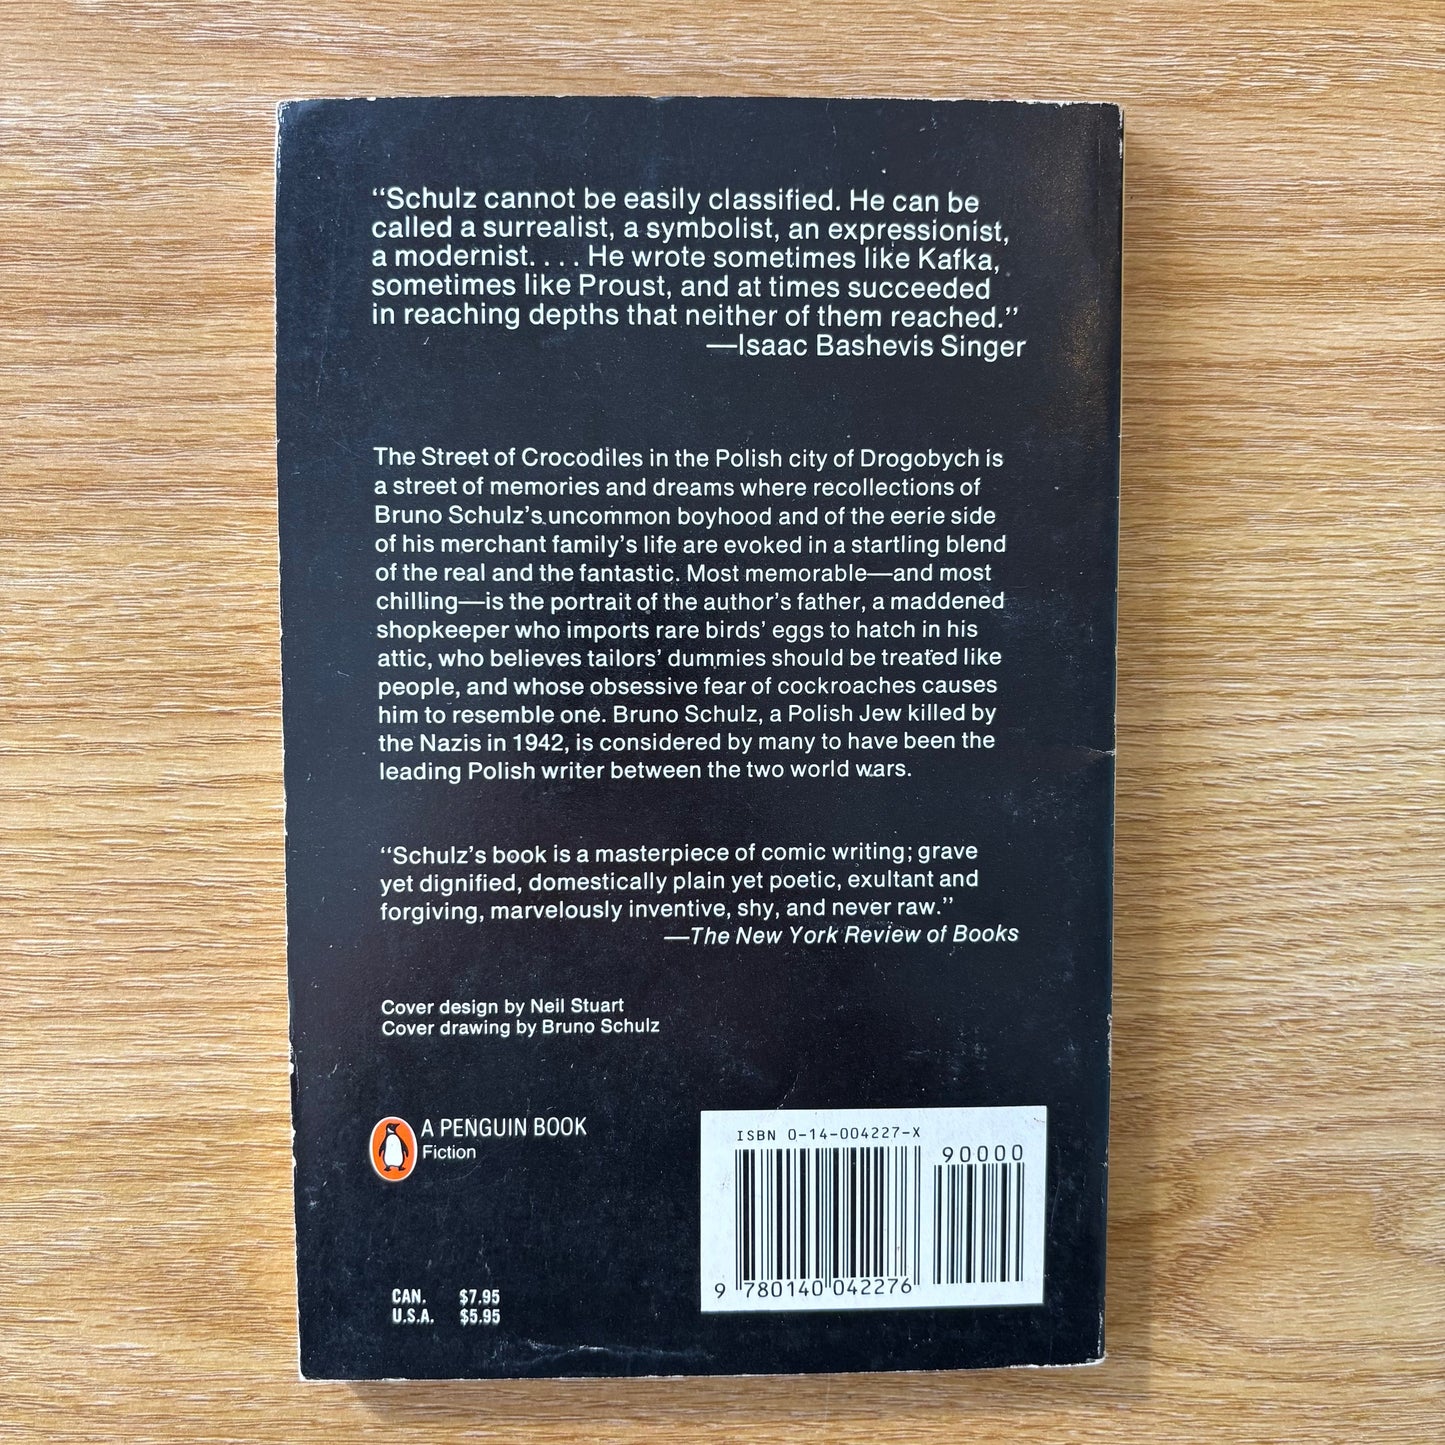 “Schulz cannot be easily classified. He can be
called a surrealist, a symbolist, an expressionist,
a modernist. . . . He wrote sometimes like Kafka,
sometimes like Proust, and at times succeeded
in reaching depths that neither of them reached.”
—Isaac Bashevis Singer
The Street of Crocodiles in the Polish city of Drogobych is
a street of memories and dreams where recollections of
Bruno Schulz’s uncommon boyhood and of the eerie side
of his merchant family’s life are evoked in a startling blend
of the real and the fantastic. Most memorable—and most
chilling—is the portrait of the author’s father, a maddened
shopkeeper who imports rare birds’ eggs to hatch in his
attic, who believes tailors’ dummies should be treated like
people, and whose obsessive fear of cockroaches causes
him to resemble one. Bruno Schulz, a Polish Jew killed by
the Nazis in 1942, is considered by many to have been the
leading Polish writer between the two world wars.
“Schulz’s book is a masterpiece of comic writing; grave
yet dignified, domestically plain yet poetic, exultant and
forgiving, marvelously inventive, shy, and never raw.”
—The New York Review of Books
Cover design by Neil Stuart
Cover drawing by Bruno Schulz
A PENGUIN BOOK
Fiction
ISBN 0-14-004227-X
90000
9 780140 042276
CAN. $7.95
U.S.A. $5.95